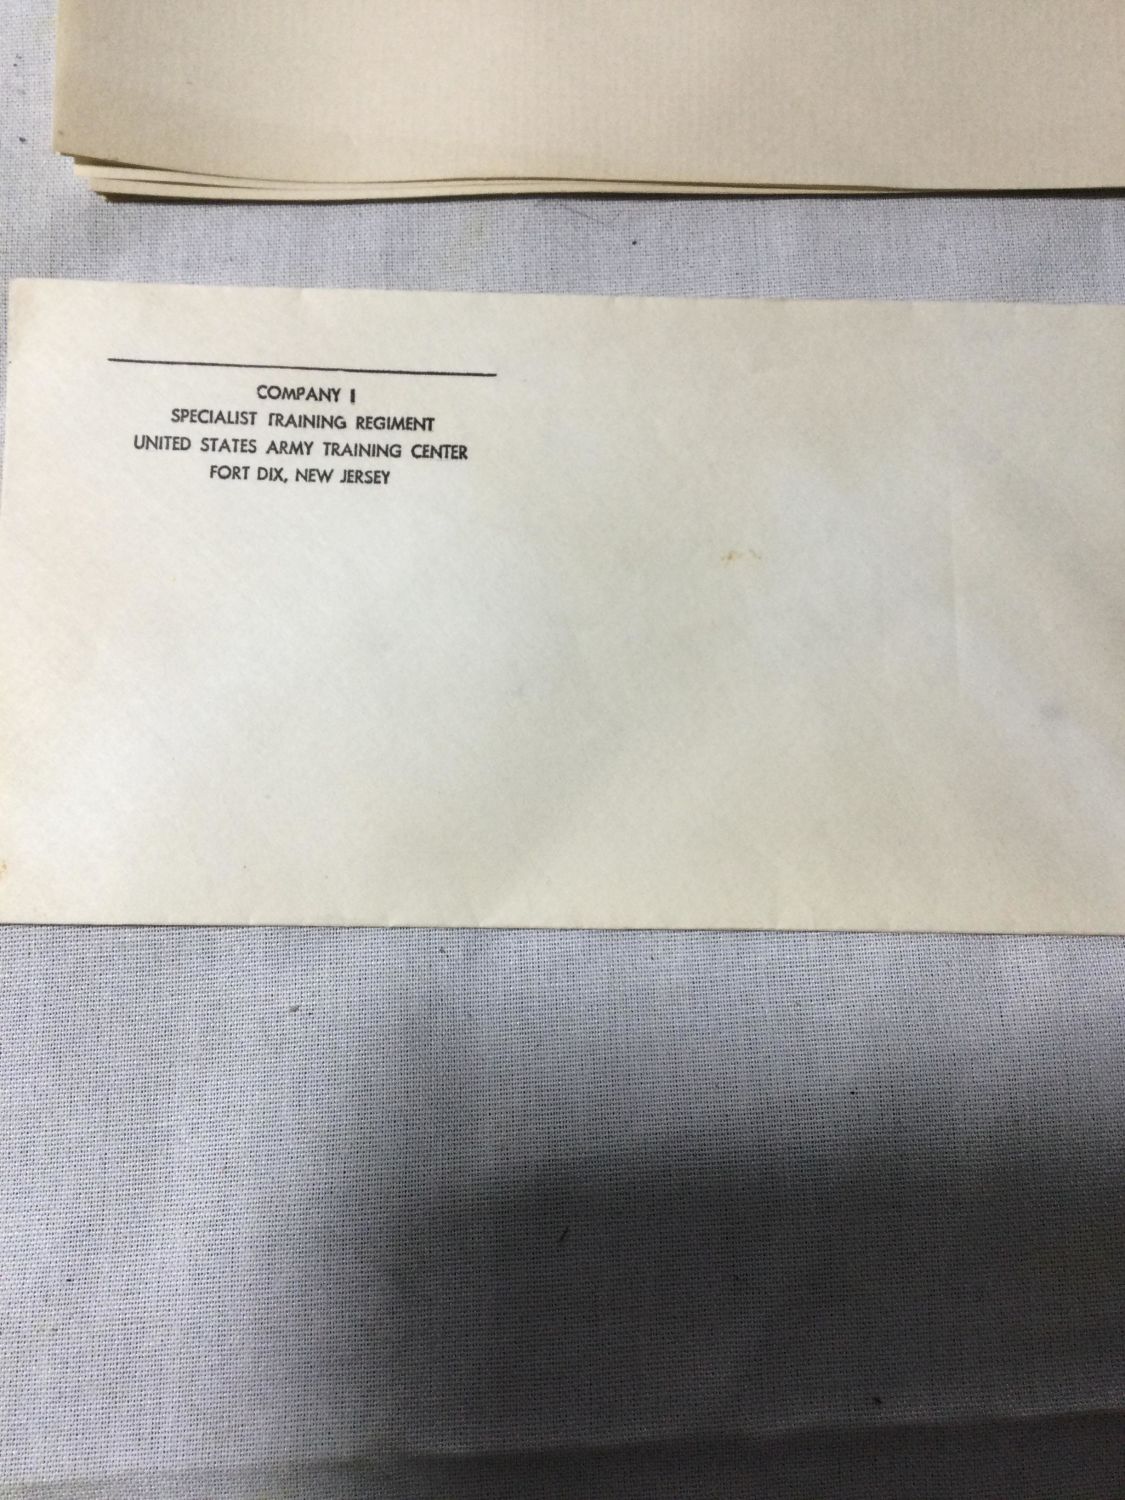 COMPANY I
SPECIALIST TRAINING REGIMENT
UNITED STATES ARMY TRAINING CENTER
FORT DIX, NEW JERSEY